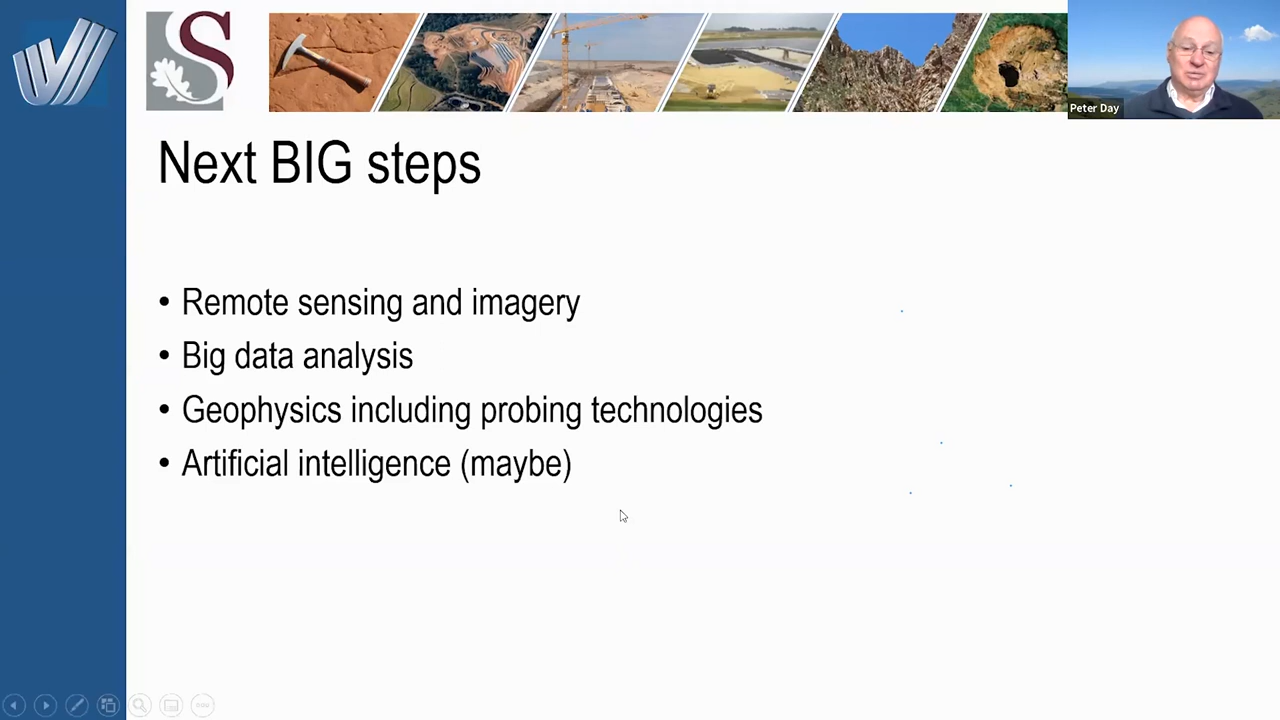 S
Peter Day
Next BIG steps
• Remote sensing and imagery
• Big data analysis
• Geophysics including probing technologies
• Artificial intelligence (maybe)